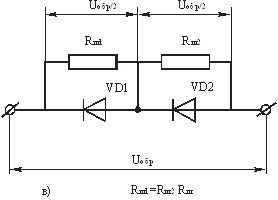 Uобр/2 Uобр/2
Rш1 Rш2
VD1 VD2
Uобр
в) Rш1=Rш2 Rш